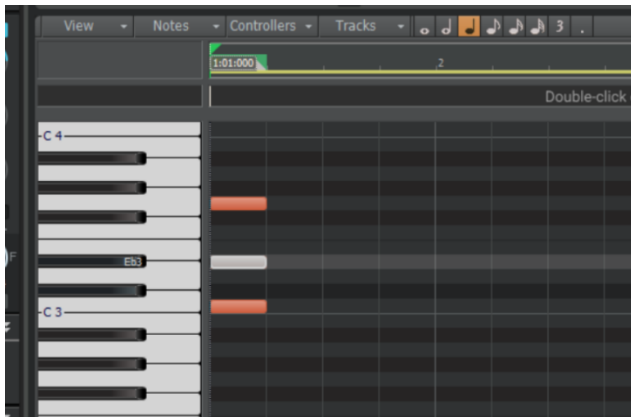 View Notes Controllers Tracks 3 .
1:01:000 2
Double-click
C 4
F
Eb3
C 3